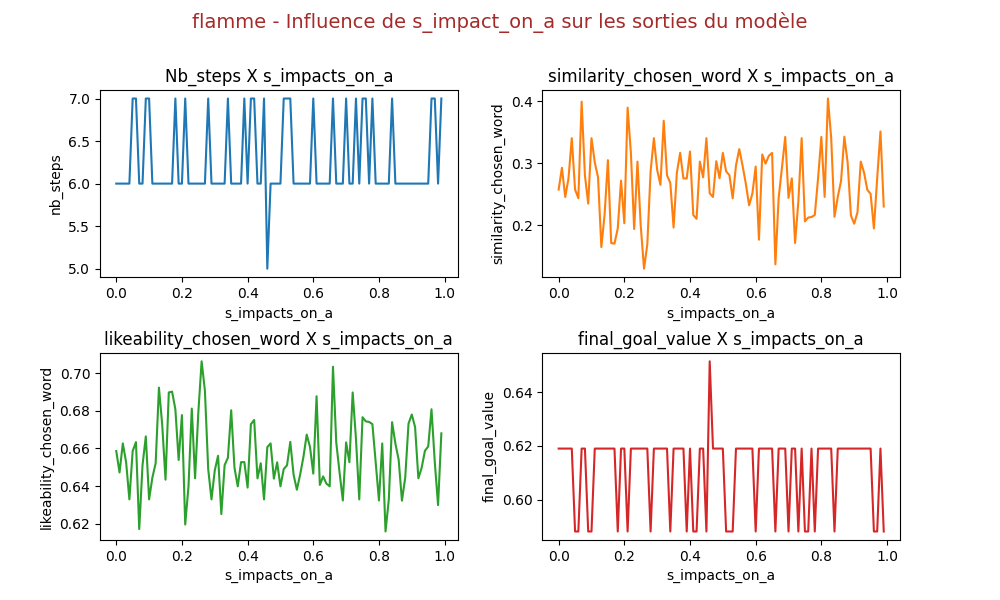 flamme - Influence de s_impact_on_a sur les sorties du modèle
Nb_steps X s_impacts_on_a
nb_steps
7.0
6.5
6.0
5.5
5.0
0.0 0.2 0.4 0.6 0.8 1.0
s_impacts_on_a
similarity_chosen_word X s_impacts_on_a
similarity_chosen_word
0.4
0.3
0.2
0.0 0.2 0.4 0.6 0.8 1.0
s_impacts_on_a
likeability_chosen_word X s_impacts_on_a
likeability_chosen_word
0.70
0.68
0.66
0.64
0.62
0.0 0.2 0.4 0.6 0.8 1.0
s_impacts_on_a
final_goal_value X s_impacts_on_a
final_goal_value
0.64
0.62
0.60
0.0 0.2 0.4 0.6 0.8 1.0
s_impacts_on_a